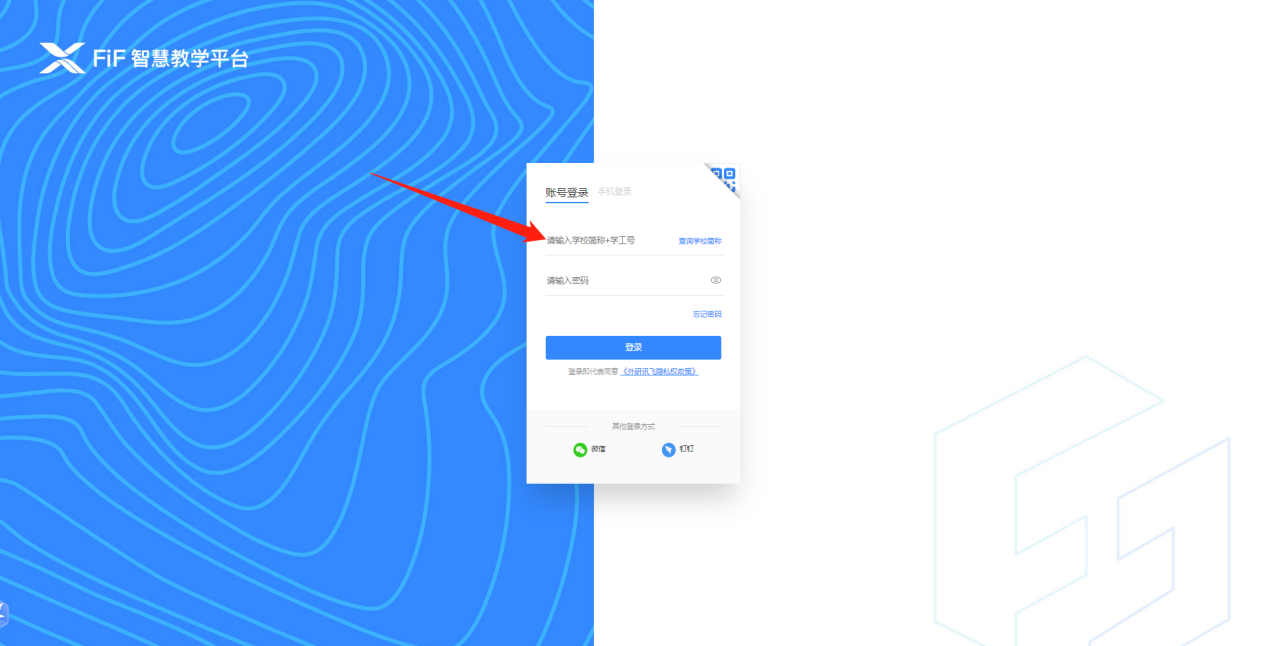 FiF 智慧教学平台
账号登录 手机登录
请输入学校简称+学工号 查询学校简称
请输入密码
忘记密码
登录
登录即代表同意 《外研讯飞隐私权政策》
其他登录方式
微信 钉钉